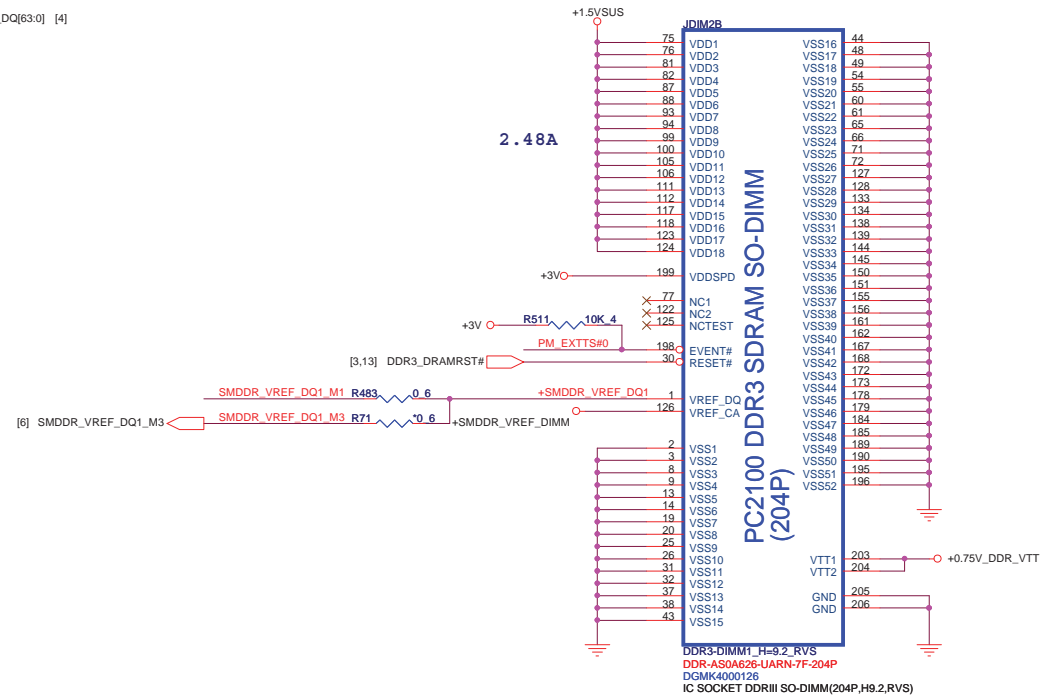 _DQ[63:0] [4]
+1.5VSUS
JDIM2B
75 VDD1 VSS16 44
76 VDD2 VSS17 48
81 VDD3 VSS18 49
82 VDD4 VSS19 54
87 VDD5 VSS20 55
88 VDD6 VSS21 60
93 VDD7 VSS22 61
94 VDD8 VSS23 65
2.48A
99 VDD9 VSS24 66
100 VDD10 VSS25 71
105 VDD11 VSS26 72
106 VDD12 VSS27 127
111 VDD13 VSS28 128
112 VDD14 VSS29 133
117 VDD15 VSS30 134
118 VDD16 VSS31 138
123 VDD17 VSS32 139
124 VDD18 VSS33 144
VSS34 145
+3V 199 VDDSPD VSS35 150
VSS36 151
77 NC1 VSS37 155
122 NC2 VSS38 156
125 NCTEST VSS39 161
+3V R511 10K_4
VSS40 162
PM_EXTTS#0 198 EVENT# VSS41 167
[3,13] DDR3_DRAMRST# 30 RESET# VSS42 168
VSS43 172
VSS44 173
SMDDR_VREF_DQ1_M1 R483 0_6 +SMDDR_VREF_DQ1 1 VREF_DQ VSS45 178
126 VREF_CA VSS46 179
[6] SMDDR_VREF_DQ1_M3 SMDDR_VREF_DQ1_M3 R71 *0_6 +SMDDR_VREF_DIMM
VSS47 184
VSS48 185
2 VSS1 VSS49 189
3 VSS2 VSS50 190
8 VSS3 VSS51 195
9 VSS4 VSS52 196
13 VSS5
14 VSS6
19 VSS7
20 VSS8
25 VSS9
26 VSS10 VTT1 203 +0.75V_DDR_VTT
31 VSS11 VTT2 204
32 VSS12
37 VSS13 GND 205
38 VSS14 GND 206
43 VSS15
PC2100 DDR3 SDRAM SO-DIMM
(204P)
DDR3-DIMM1_H=9.2_RVS
DDR-AS0A626-UARN-7F-204P
DGMK4000126
IC SOCKET DDRIII SO-DIMM(204P,H9.2,RVS)